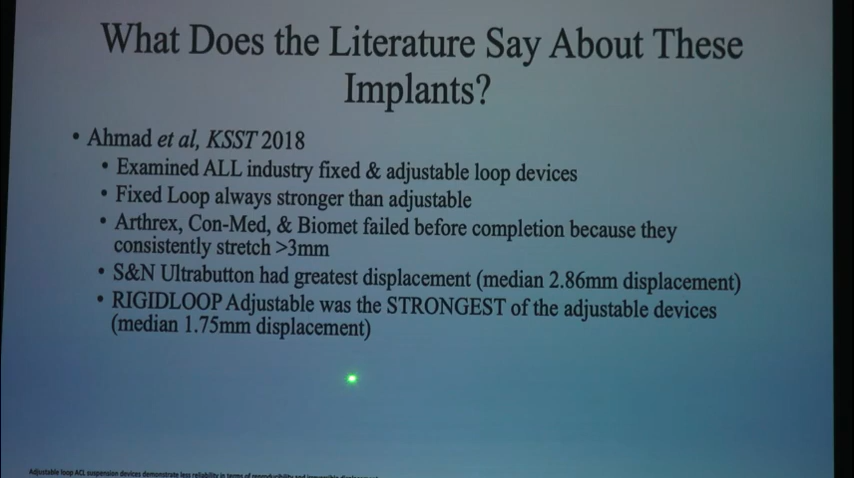 What Does the Literature Say About These
Implants?
• Ahmad et al, KSST 2018
• Examined ALL industry fixed & adjustable loop devices
• Fixed Loop always stronger than adjustable
• Arthrex, Con-Med, & Biomet failed before completion because they
consistently stretch >3mm
• S&N Ultrabutton had greatest displacement (median 2.86mm displacement)
• RIGIDLOOP Adjustable was the STRONGEST of the adjustable devices
(median 1.75mm displacement)
Adjustable loop ACL suspension devices demonstrate less reliability in terms of reproducibility and